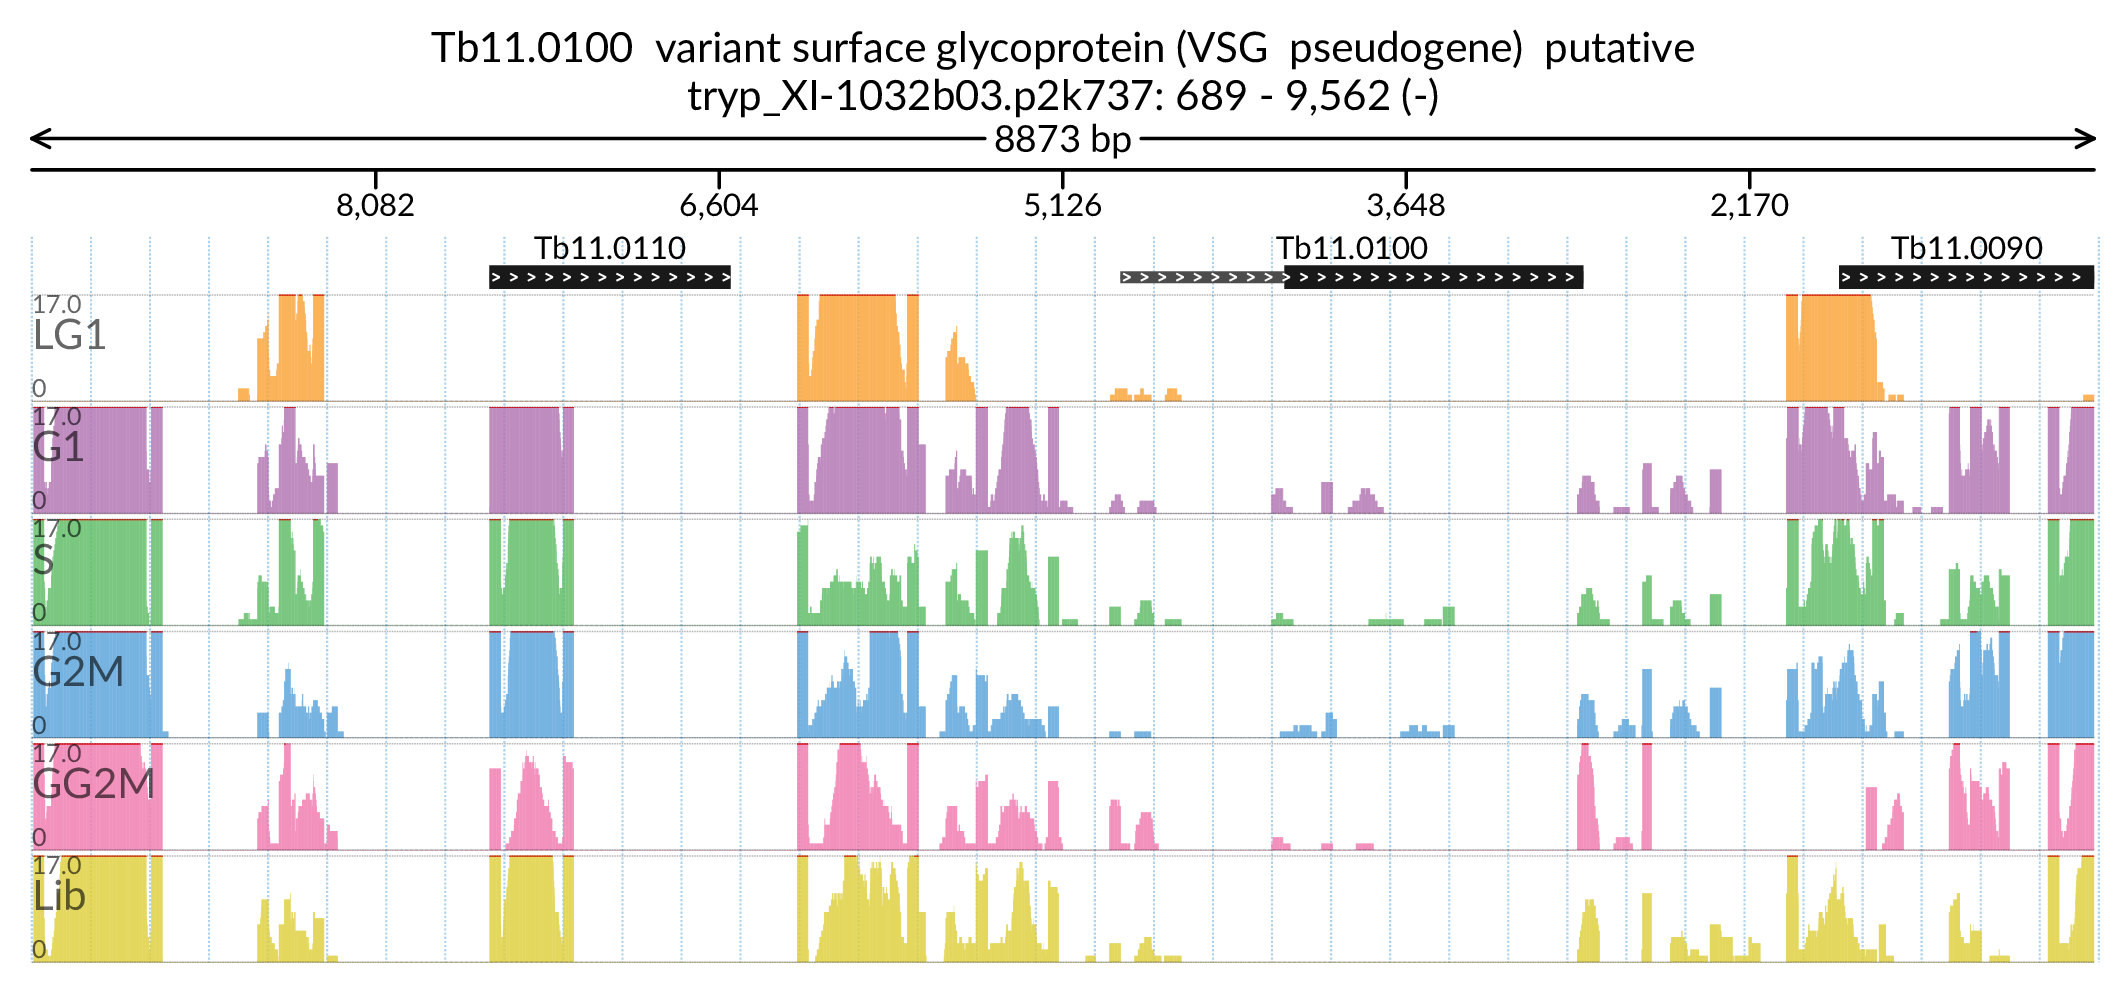 Tb11.0100 variant surface glycoprotein (VSG pseudogene) putative
tryp_XI-1032b03.p2k737: 689 - 9,562 (-)
8873 bp
8,082 6,604 5,126 3,648 2,170
Tb11.0110 Tb11.0100 Tb11.0090
17.0
LG1
0
17.0
G1
0
17.0
S
0
17.0
G2M
0
17.0
GG2M
0
17.0
Lib
0